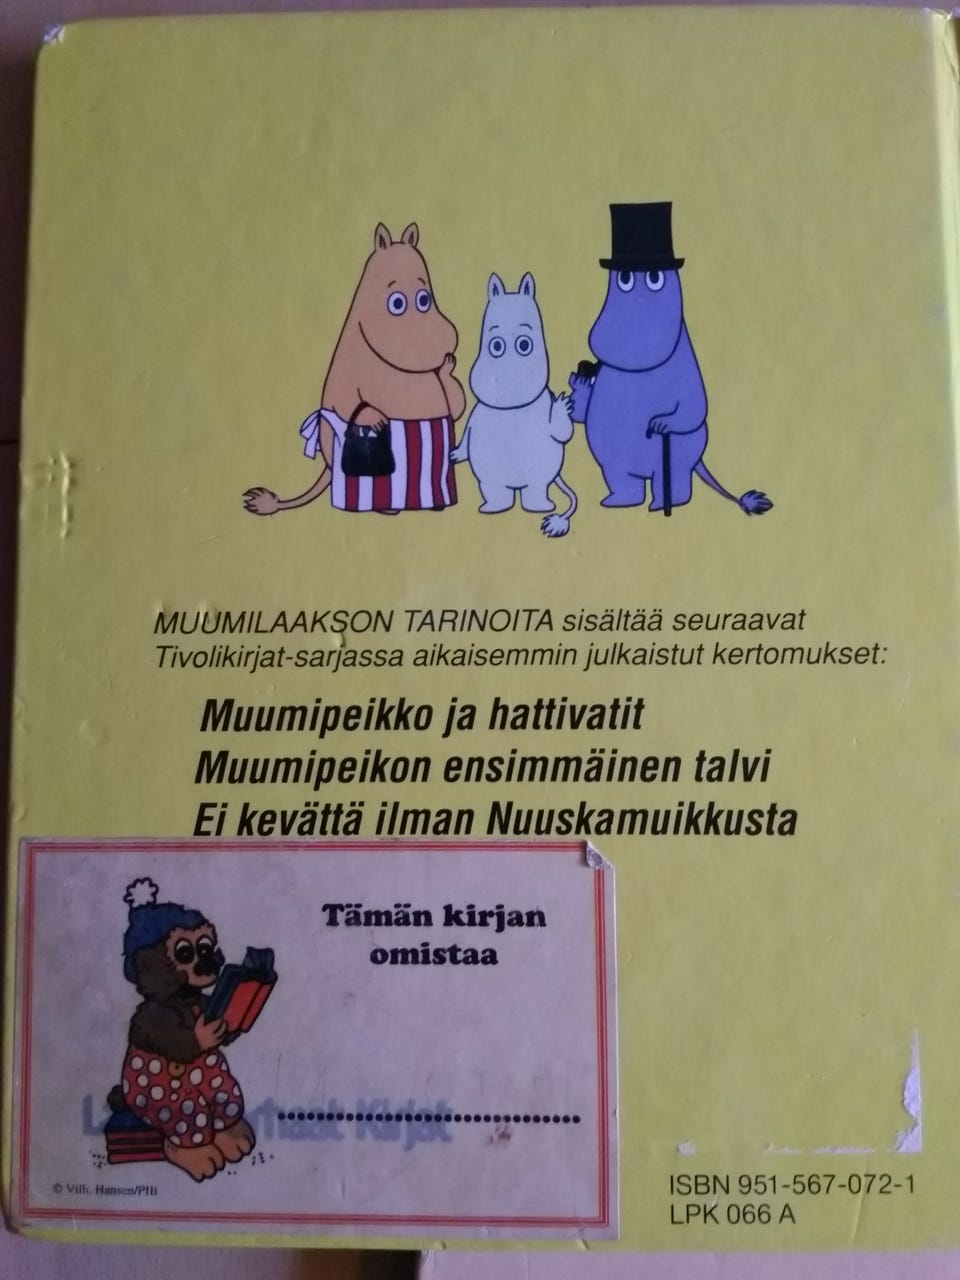 MUUMILAAKSON TARINOITA sisältää seuraavat
Tivolikirjat-sarjassa aikaisemmin julkaistut kertomukset:
Muumipeikko ja hattivatit
Muumipeikon ensimmäinen talvi
Ei kevättä ilman Nuuskamuikkusta
Tämän kirjan
omistaa
Kirjat
© Vilh. Hansen/PIB
ISBN 951-567-072-1
LPK 066 A